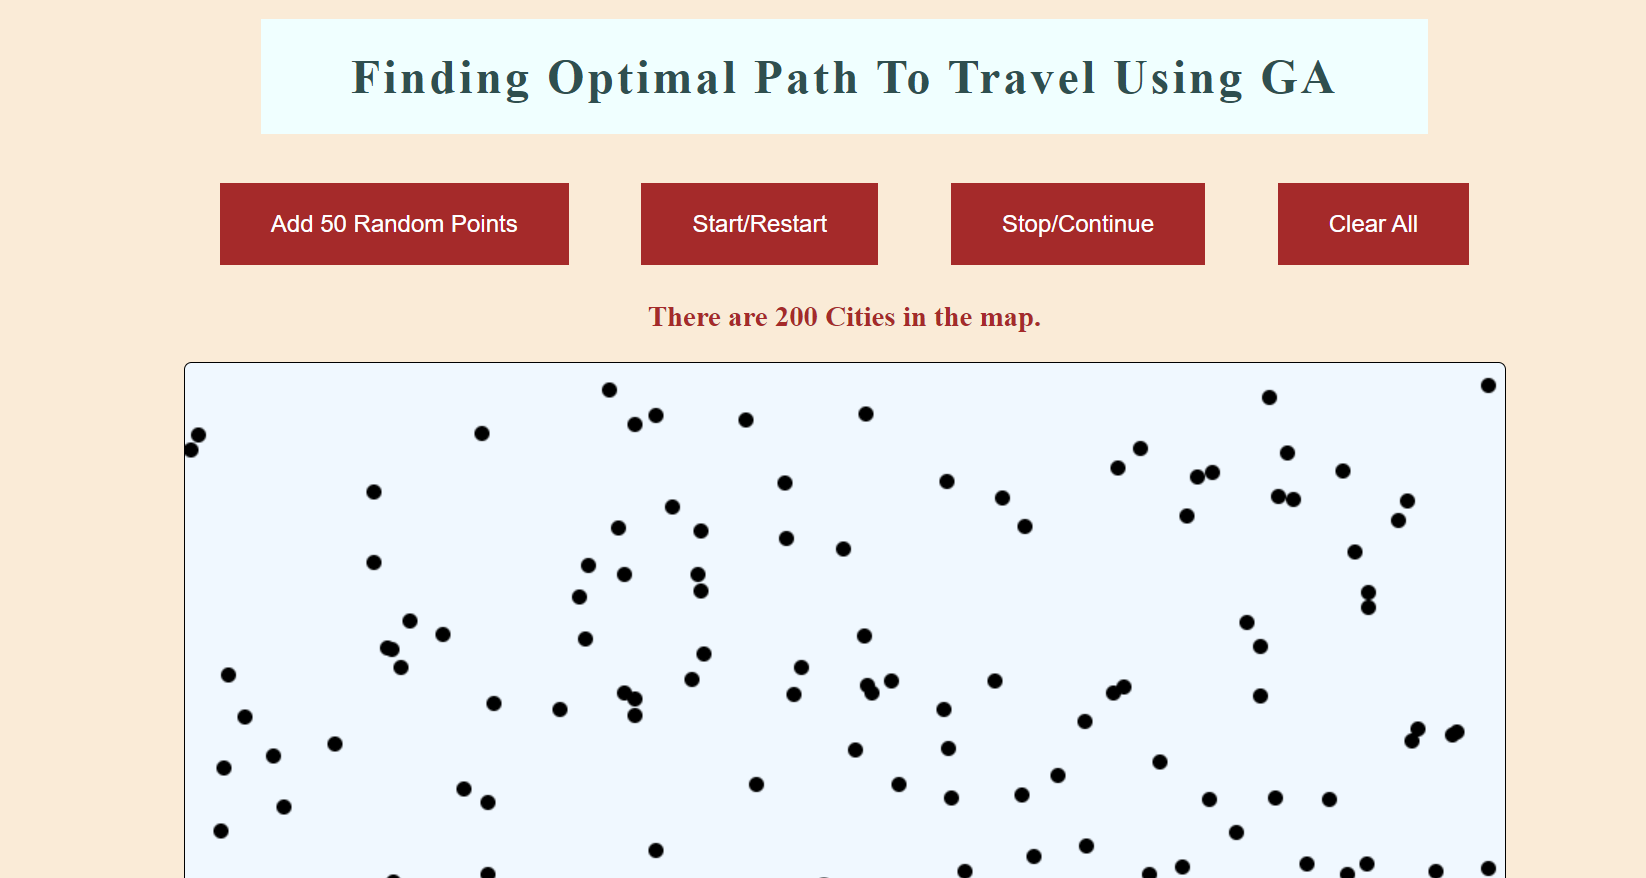 Finding Optimal Path To Travel Using GA
Add 50 Random Points
Start/Restart
Stop/Continue
Clear All
There are 200 Cities in the map.